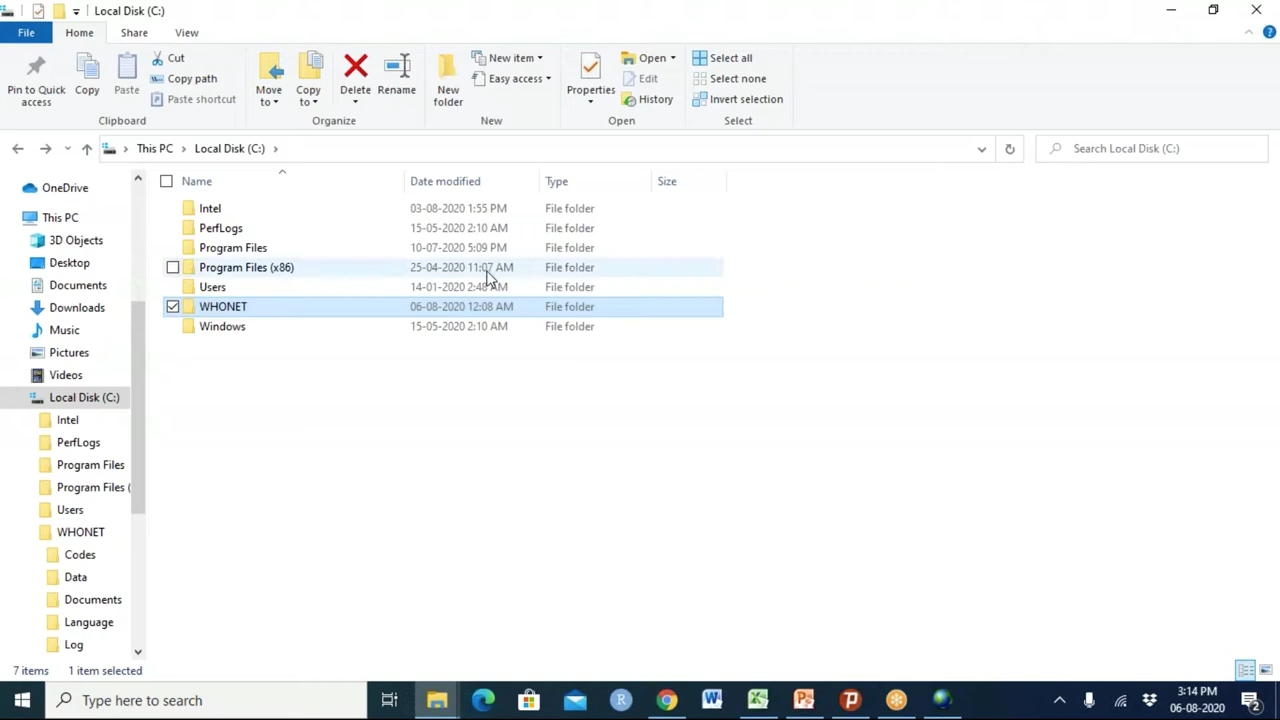 Local Disk (C:)
File Home Share View
Pin to Quick access
Copy
Paste
Cut
Copy path
Paste shortcut
Clipboard
Move to
Copy to
Delete
Rename
Organize
New folder
New item
Easy access
New
Properties
Open
Edit
History
Open
Select all
Select none
Invert selection
Select
This PC > Local Disk (C:) >
Search Local Disk (C:)
Name Date modified Type Size
Intel 03-08-2020 1:55 PM File folder
PerfLogs 15-05-2020 2:10 AM File folder
Program Files 10-07-2020 5:09 PM File folder
Program Files (x86) 25-04-2020 11:07 AM File folder
Users 14-01-2020 2:48 AM File folder
WHONET 06-08-2020 12:08 AM File folder
Windows 15-05-2020 2:10 AM File folder
OneDrive
This PC
3D Objects
Desktop
Documents
Downloads
Music
Pictures
Videos
Local Disk (C:)
Intel
PerfLogs
Program Files
Program Files (
Users
WHONET
Codes
Data
Documents
Language
Log
7 items 1 item selected
Type here to search
3:14 PM
06-08-2020
2